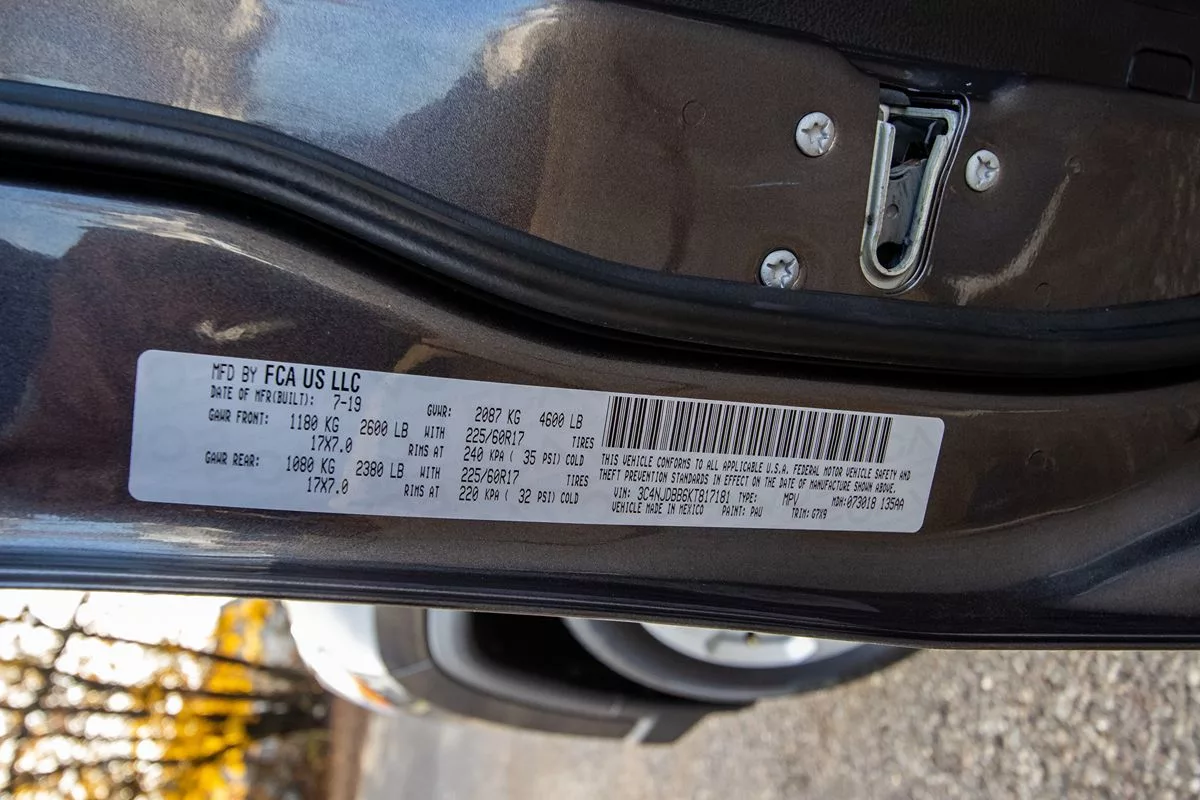 MFD BY FCA US LLC
DATE OF MFR(BUILT): 7-19 GVWR: 2087 KG 4600 LB
GAWR FRONT: 1180 KG 2600 LB WITH 225/60R17 TIRES
17X7.0 RIMS AT 240 KPA ( 35 PSI) COLD
GAWR REAR: 1080 KG 2380 LB WITH 225/60R17 TIRES
17X7.0 RIMS AT 220 KPA ( 32 PSI) COLD
THIS VEHICLE CONFORMS TO ALL APPLICABLE U.S.A. FEDERAL MOTOR VEHICLE SAFETY AND
THEFT PREVENTION STANDARDS IN EFFECT ON THE DATE OF MANUFACTURE SHOWN ABOVE.
VIN: 3C4NJDBB6KT817181 TYPE: MPV MDH:073018 135AA
VEHICLE MADE IN MEXICO PAINT: PAU TRIM: G7X9